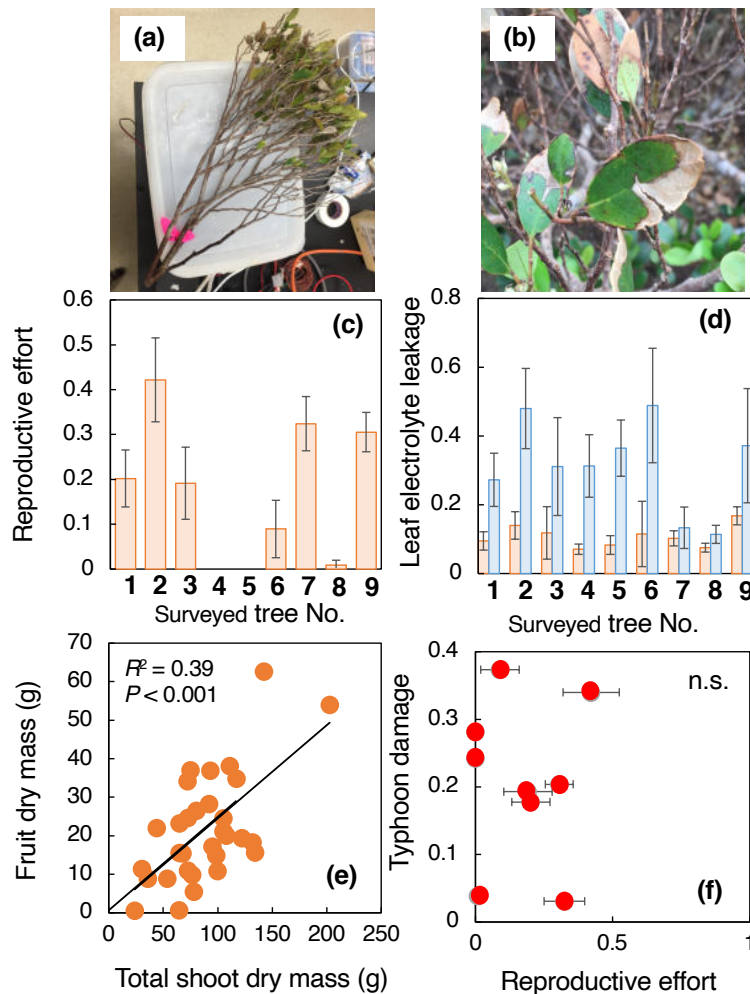 (a)
(b)
0.6
0.5
0.4
0.3
0.2
0.1
0
Reproductive effort
(c)
1 2 3 4 5 6 7 8 9
Surveyed tree No.
0.8
0.6
0.4
0.2
0
Leaf electrolyte leakage
(d)
1 2 3 4 5 6 7 8 9
Surveyed tree No.
70
60
50
40
30
20
10
0
Fruit dry mass (g)
R² = 0.39
P < 0.001
(e)
0 50 100 150 200 250
Total shoot dry mass (g)
0.4
0.3
0.2
0.1
0
Typhoon damage
n.s.
(f)
0 0.5 1
Reproductive effort